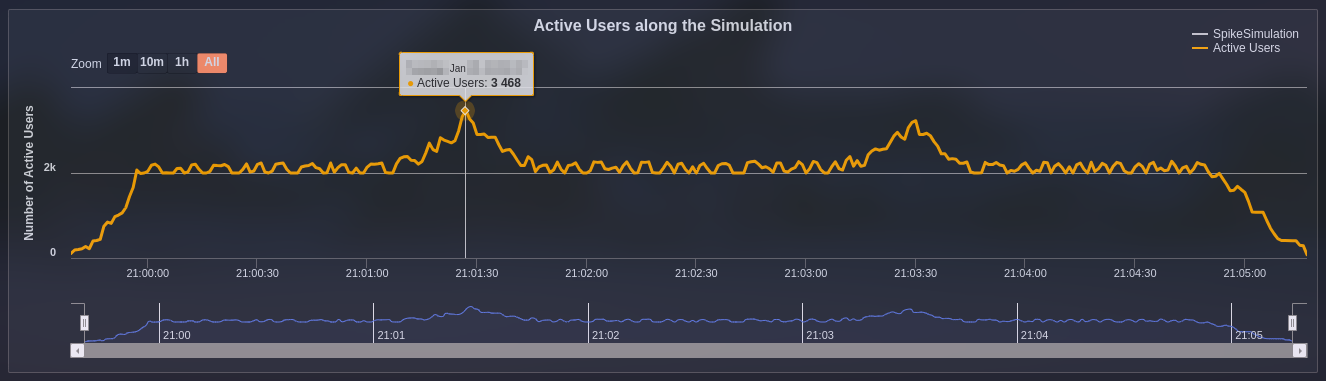 Active Users along the Simulation
SpikeSimulation
Active Users
Zoom 1m 10m 1h All
Jan
Active Users: 3 468
Number of Active Users
2k
0
21:00:00 21:00:30 21:01:00 21:01:30 21:02:00 21:02:30 21:03:00 21:03:30 21:04:00 21:04:30 21:05:00
21:00 21:01 21:02 21:03 21:04 21:05